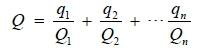 Q = q₁/Q₁ + q₂/Q₂ + ⋯ qₙ/Qₙ